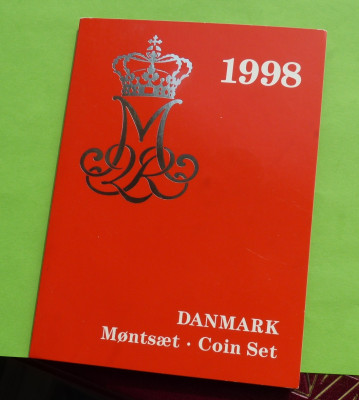 1998
DANMARK
Møntsæt · Coin Set